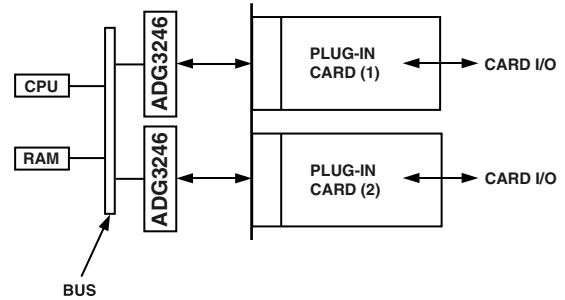 ADG3246
PLUG-IN
CARD (1)
CARD I/O
CPU
RAM
ADG3246
PLUG-IN
CARD (2)
CARD I/O
BUS